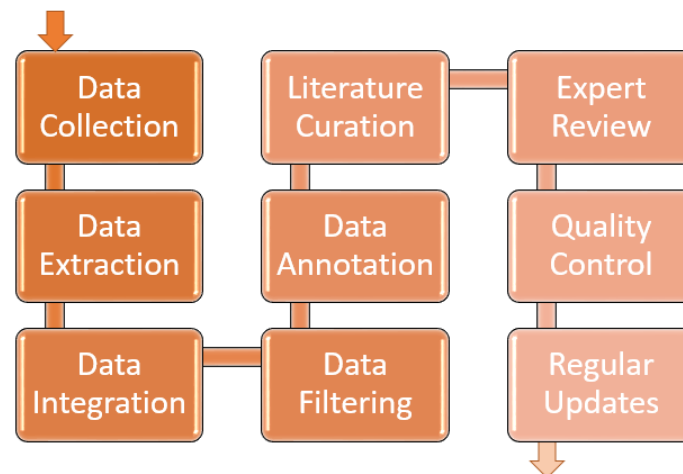 Data
Collection
Data
Extraction
Data
Integration
Data
Filtering
Data
Annotation
Literature
Curation
Expert
Review
Quality
Control
Regular
Updates